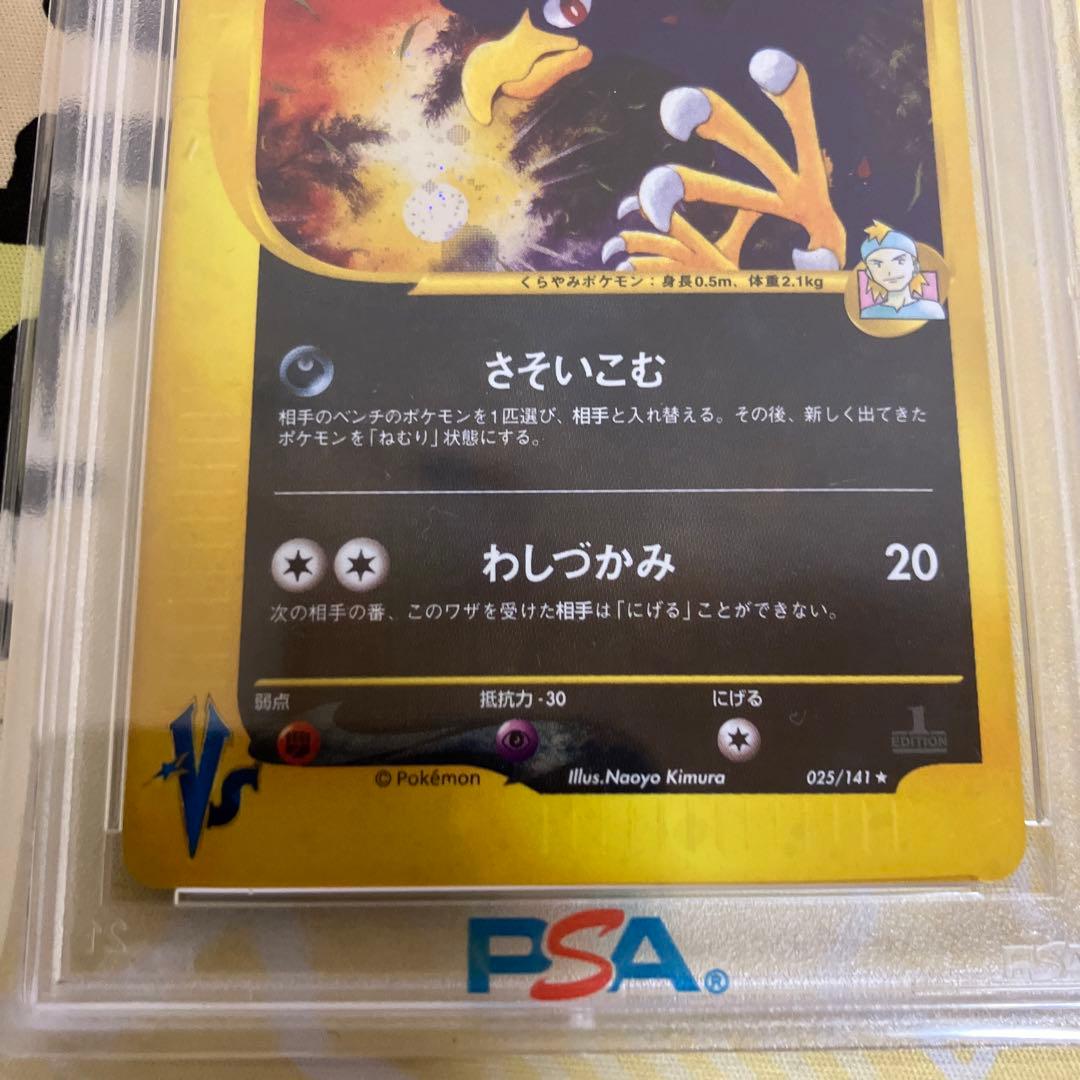 くらやみポケモン：身長0.5m、体重2.1kg
さそいこむ
相手のベンチのポケモンを1匹選び、相手と入れ替える。その後、新しく出てきた
ポケモンを「ねむり」状態にする。
わしづかみ 20
次の相手の番、このワザを受けた相手は「にげる」ことができない。
弱点 抵抗力-30 にげる
1
EDITION
Vs
©Pokémon Illus.Naoyo Kimura 025/141★
PSA®